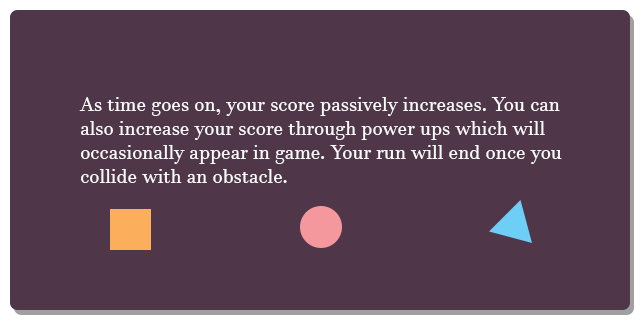 As time goes on, your score passively increases. You can
also increase your score through power ups which will
occasionally appear in game. Your run will end once you
collide with an obstacle.